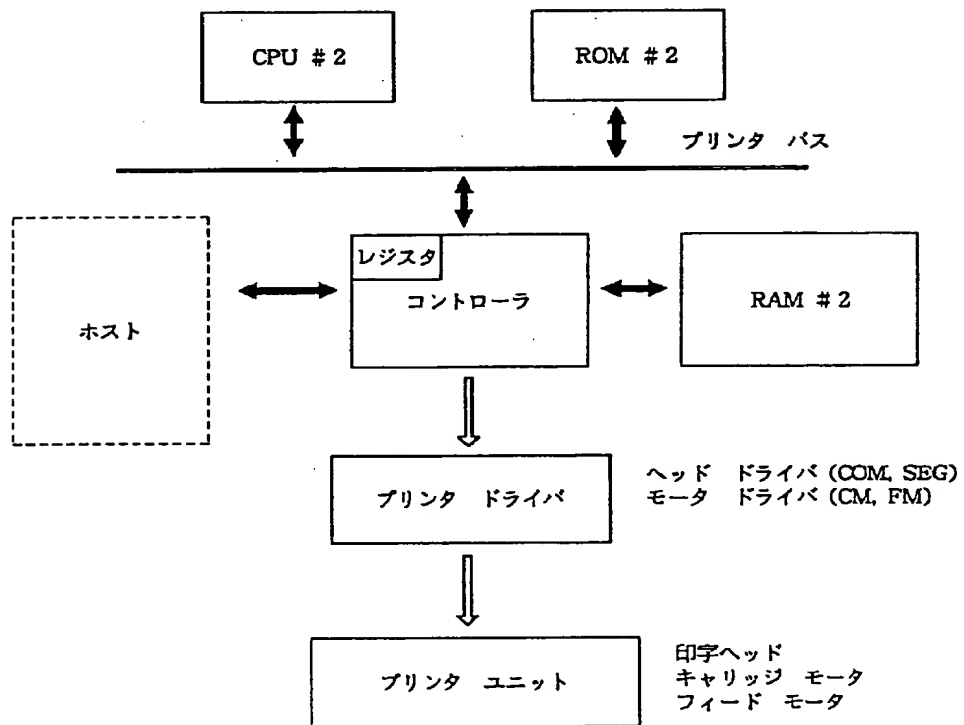 CPU #2
ROM #2
プリンタ バス
レジスタ
コントローラ
RAM #2
ホスト
プリンタ ドライバ
ヘッド ドライバ (COM, SEG)
モータ ドライバ (CM, FM)
プリンタ ユニット
印字ヘッド
キャリッジ モータ
フィード モータ